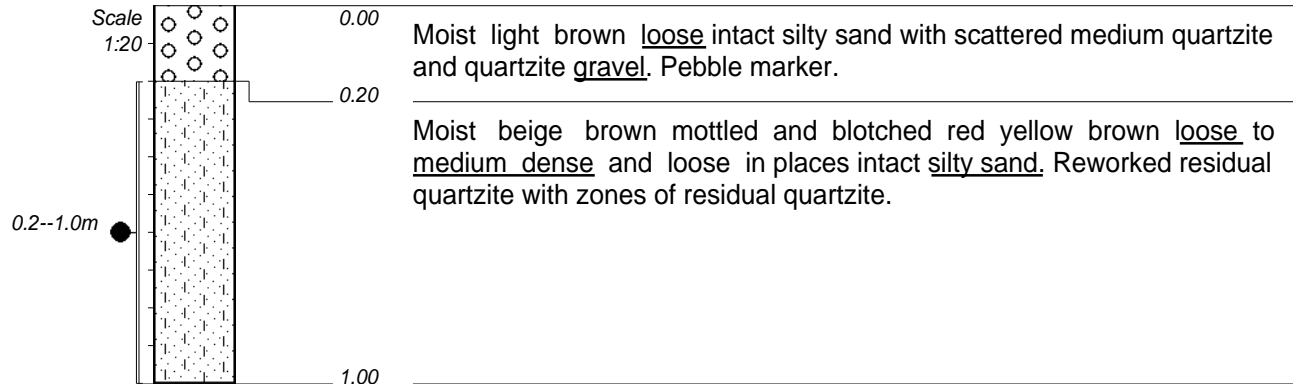 Scale
1:20
0.00
Moist light brown loose intact silty sand with scattered medium quartzite
and quartzite gravel. Pebble marker.
0.20
Moist beige brown mottled and blotched red yellow brown loose to
medium dense and loose in places intact silty sand. Reworked residual
quartzite with zones of residual quartzite.
0.2--1.0m
1.00